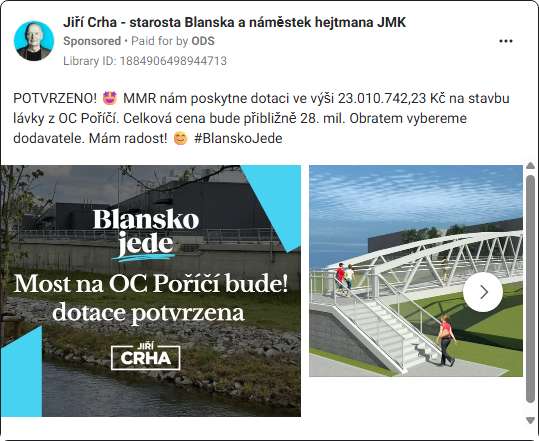 Jiří Crha - starosta Blanska a náměstek hejtmana JMK
Sponsored • Paid for by ODS
Library ID: 1884906498944713
POTVRZENO! 🤩 MMR nám poskytne dotaci ve výši 23.010.742,23 Kč na stavbu
lávky z OC Poříčí. Celková cena bude přibližně 28. mil. Obratem vybereme
dodavatele. Mám radost! 😊 #BlanskoJede
Blansko
jede
Most na OC Poříčí bude!
dotace potvrzena
JIŘÍ
CRHA